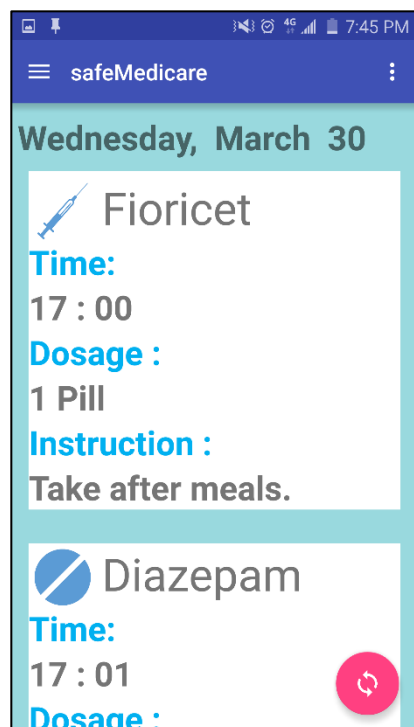 4G 7:45 PM
safeMedicare
Wednesday, March 30
Fioricet
Time:
17 : 00
Dosage :
1 Pill
Instruction :
Take after meals.
Diazepam
Time:
17 : 01
Dosage :